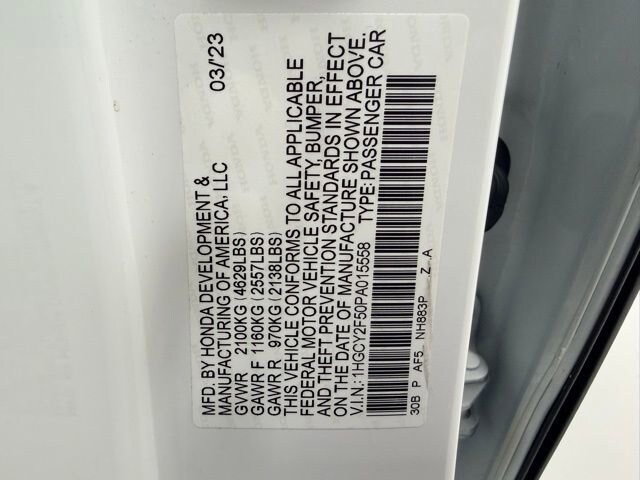 MFD. BY HONDA DEVELOPMENT & 03/'23
MANUFACTURING OF AMERICA, LLC
GVWR 2100KG (4629LBS)
GAWR F 1160KG (2557LBS)
GAWR R 970KG (2138LBS)
THIS VEHICLE CONFORMS TO ALL APPLICABLE
FEDERAL MOTOR VEHICLE SAFETY, BUMPER,
AND THEFT PREVENTION STANDARDS IN EFFECT
ON THE DATE OF MANUFACTURE SHOWN ABOVE.
V.I.N.: 1HGCY2F50PA015558 TYPE: PASSENGER CAR
30B P AF5 NH883P Z A